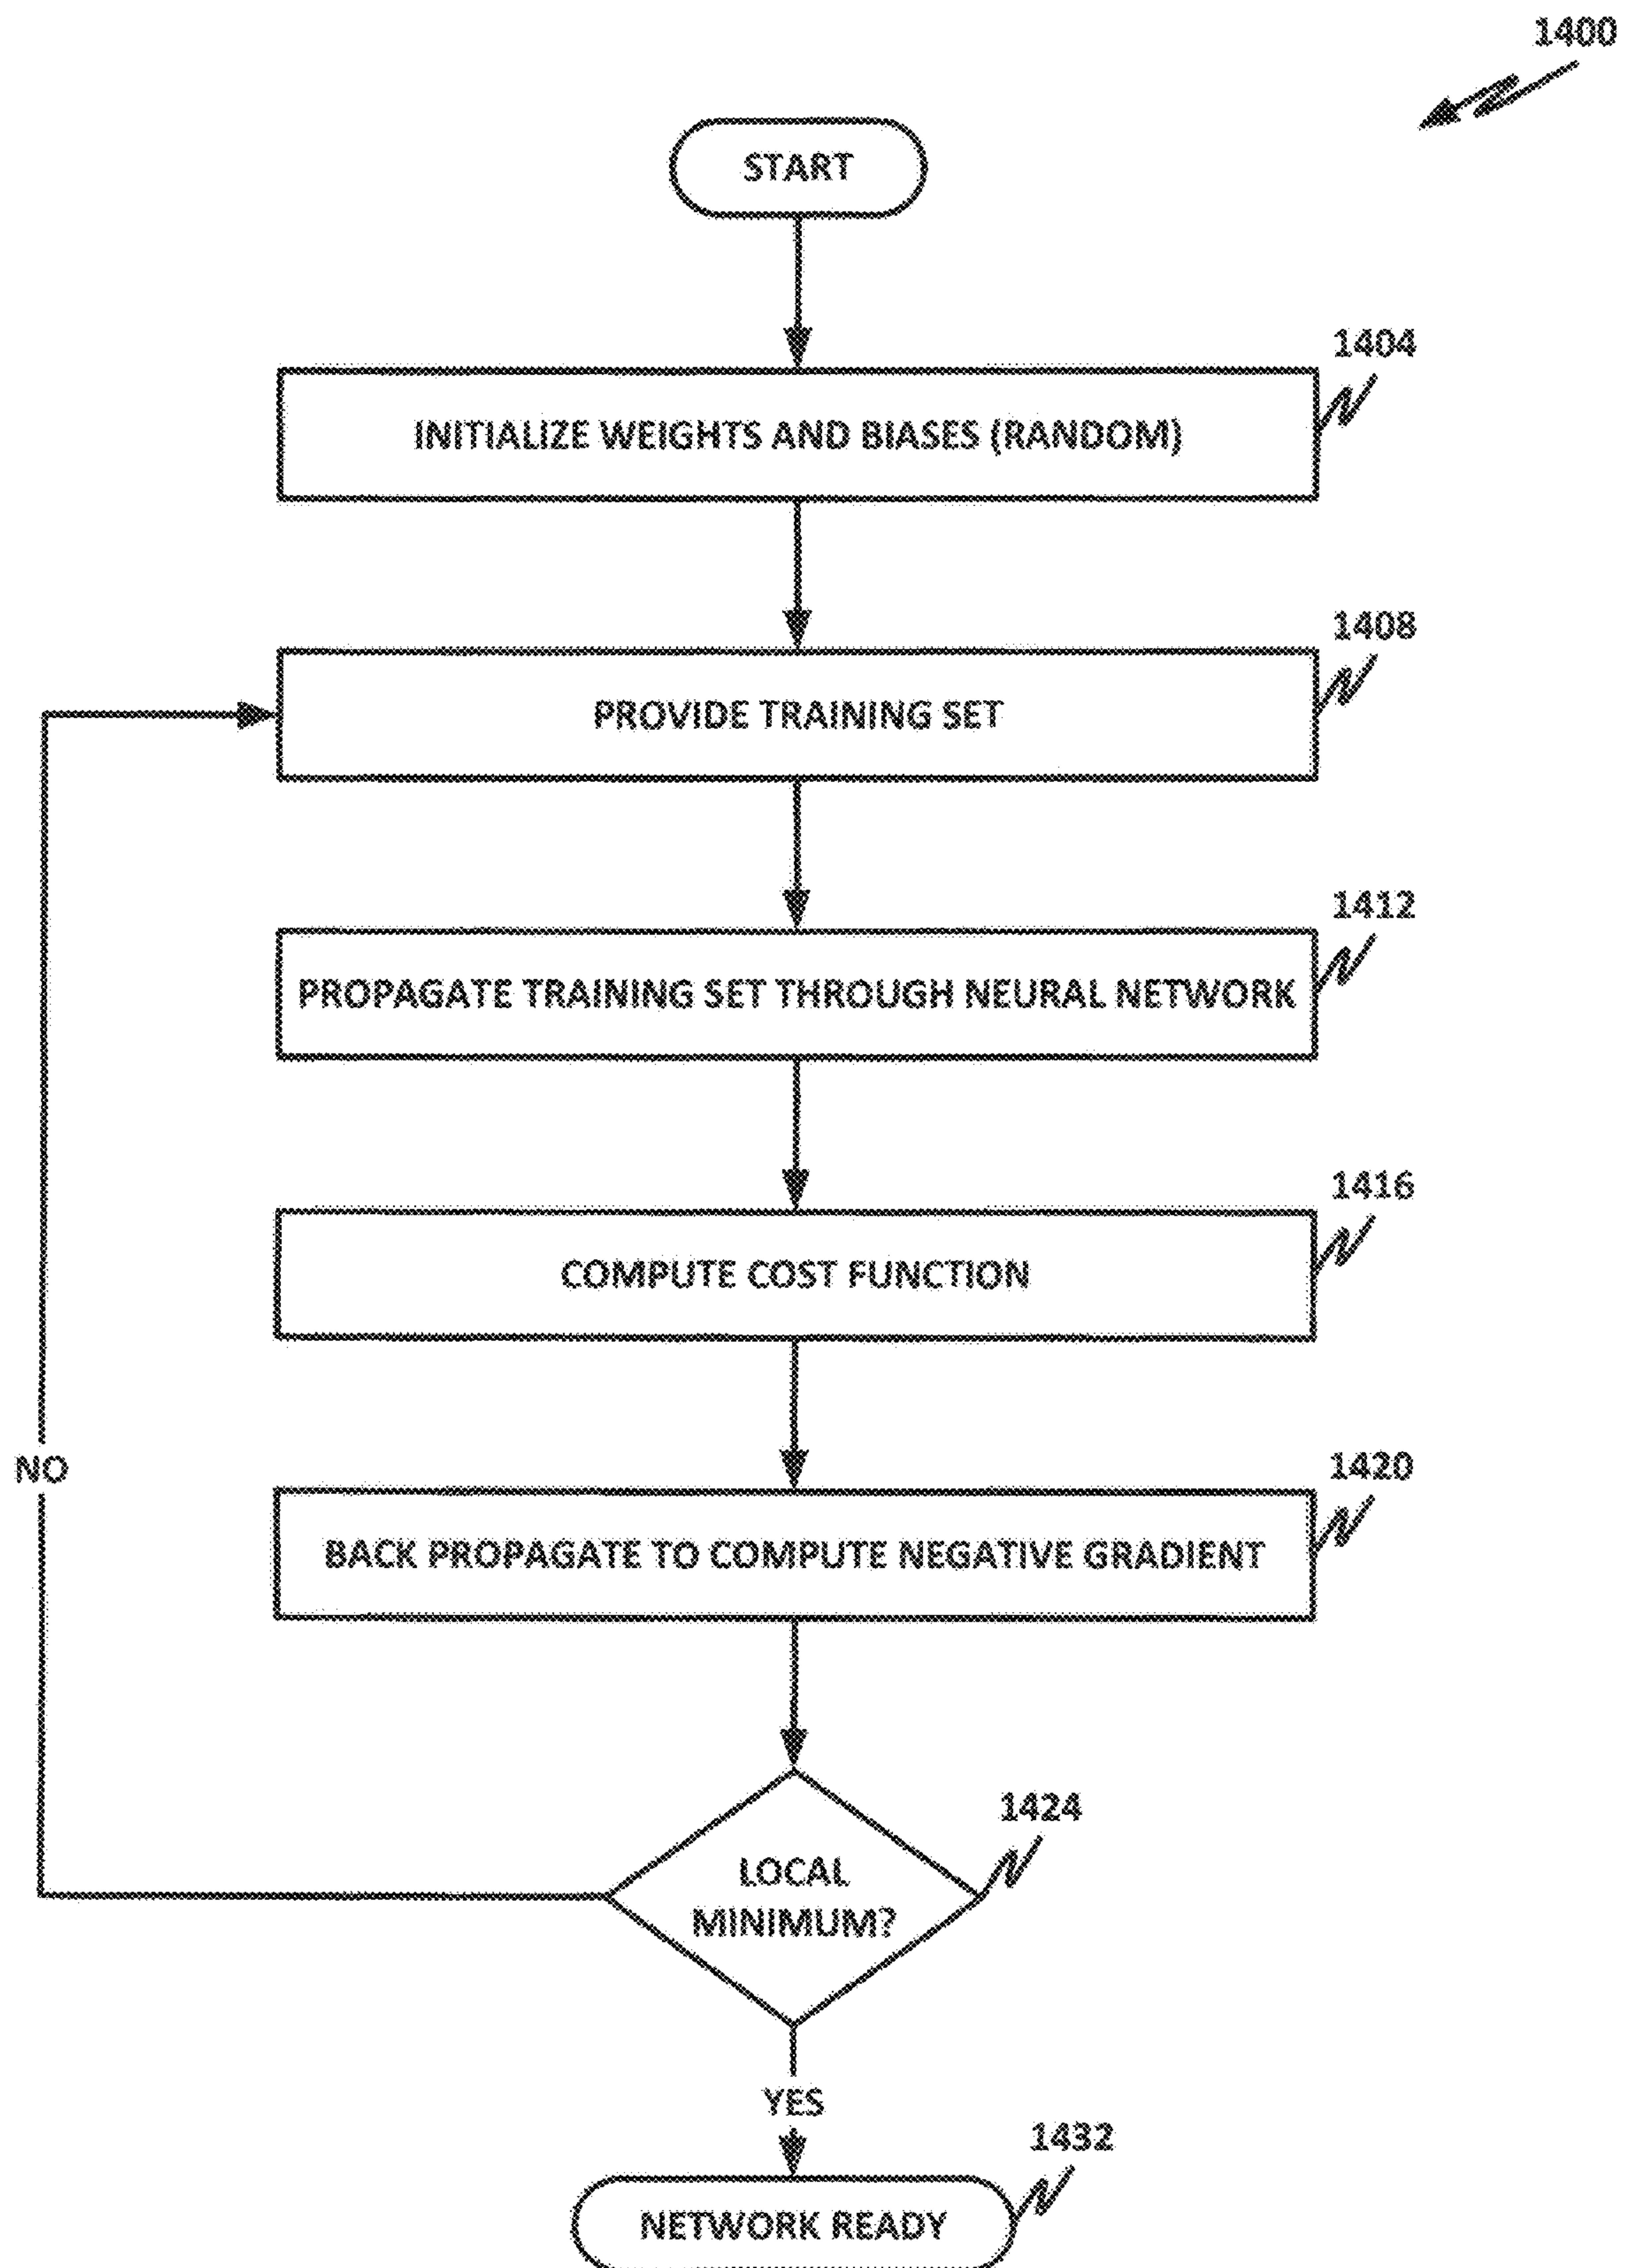 1400
START
1404
INITIALIZE WEIGHTS AND BIASES (RANDOM)
1408
PROVIDE TRAINING SET
1412
PROPAGATE TRAINING SET THROUGH NEURAL NETWORK
1416
COMPUTE COST FUNCTION
NO
1420
BACK PROPAGATE TO COMPUTE NEGATIVE GRADIENT
1424
LOCAL
MINIMUM?
YES
1432
NETWORK READY